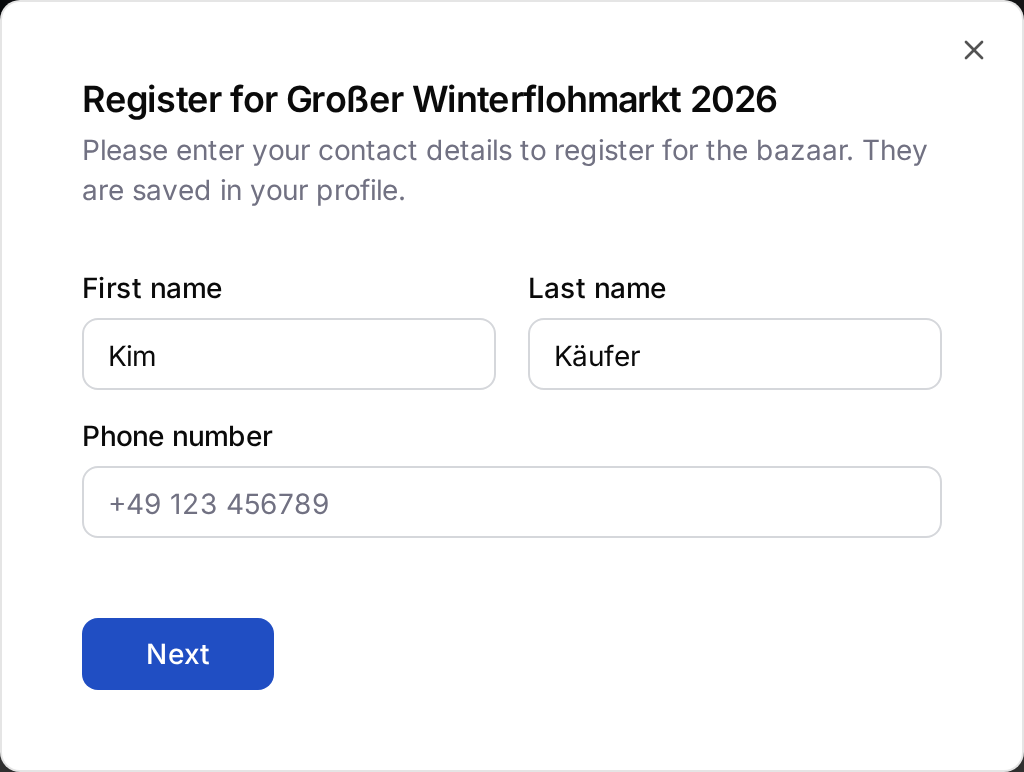 Register for Großer Winterflohmarkt 2026
Please enter your contact details to register for the bazaar. They
are saved in your profile.
First name
Last name
Kim
Käufer
Phone number
+49 123 456789
Next